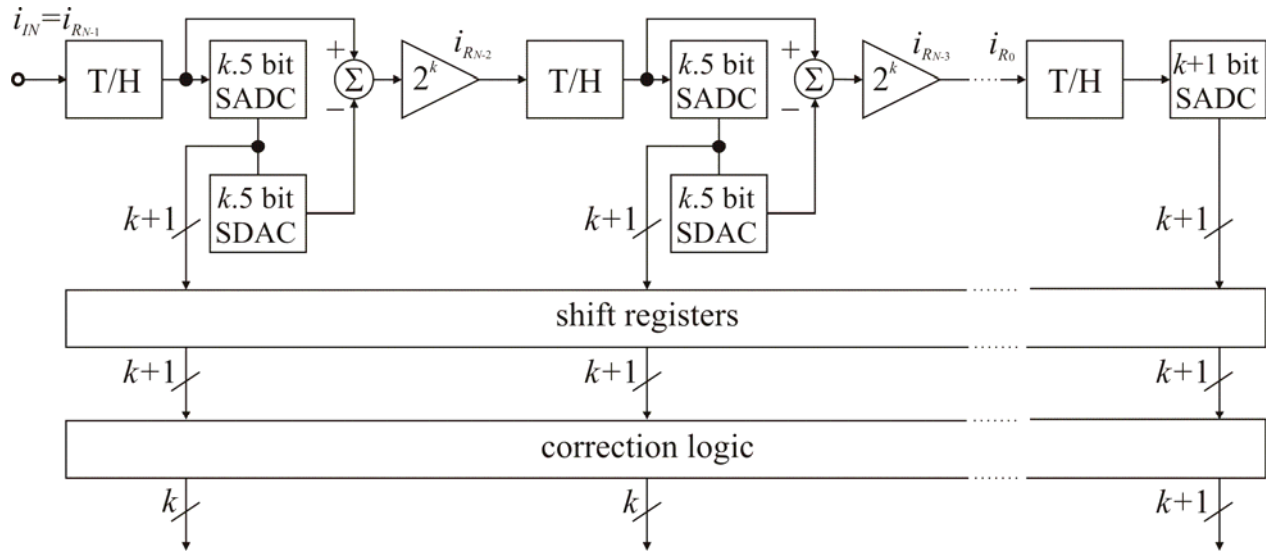 i_IN=i_RN-1
T/H
k.5 bit
SADC
k.5 bit
SDAC
+
−
Σ
2^k
i_RN-2
T/H
k.5 bit
SADC
k.5 bit
SDAC
+
−
Σ
2^k
i_RN-3
i_R0
T/H
k+1 bit
SADC
k+1
k+1
k+1
shift registers
k+1
k+1
k+1
correction logic
k
k
k+1